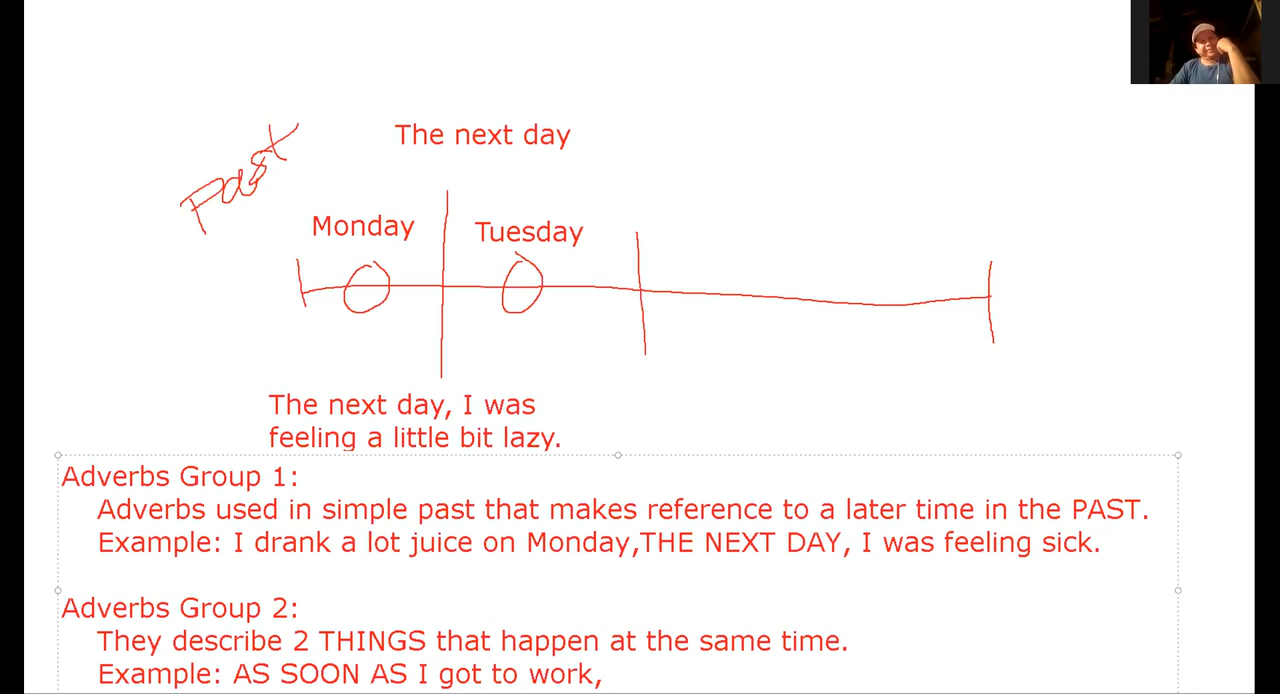 The next day
Past
Monday
Tuesday
The next day, I was
feeling a little bit lazy.
Adverbs Group 1:
Adverbs used in simple past that makes reference to a later time in the PAST.
Example: I drank a lot juice on Monday,THE NEXT DAY, I was feeling sick.
Adverbs Group 2:
They describe 2 THINGS that happen at the same time.
Example: AS SOON AS I got to work,